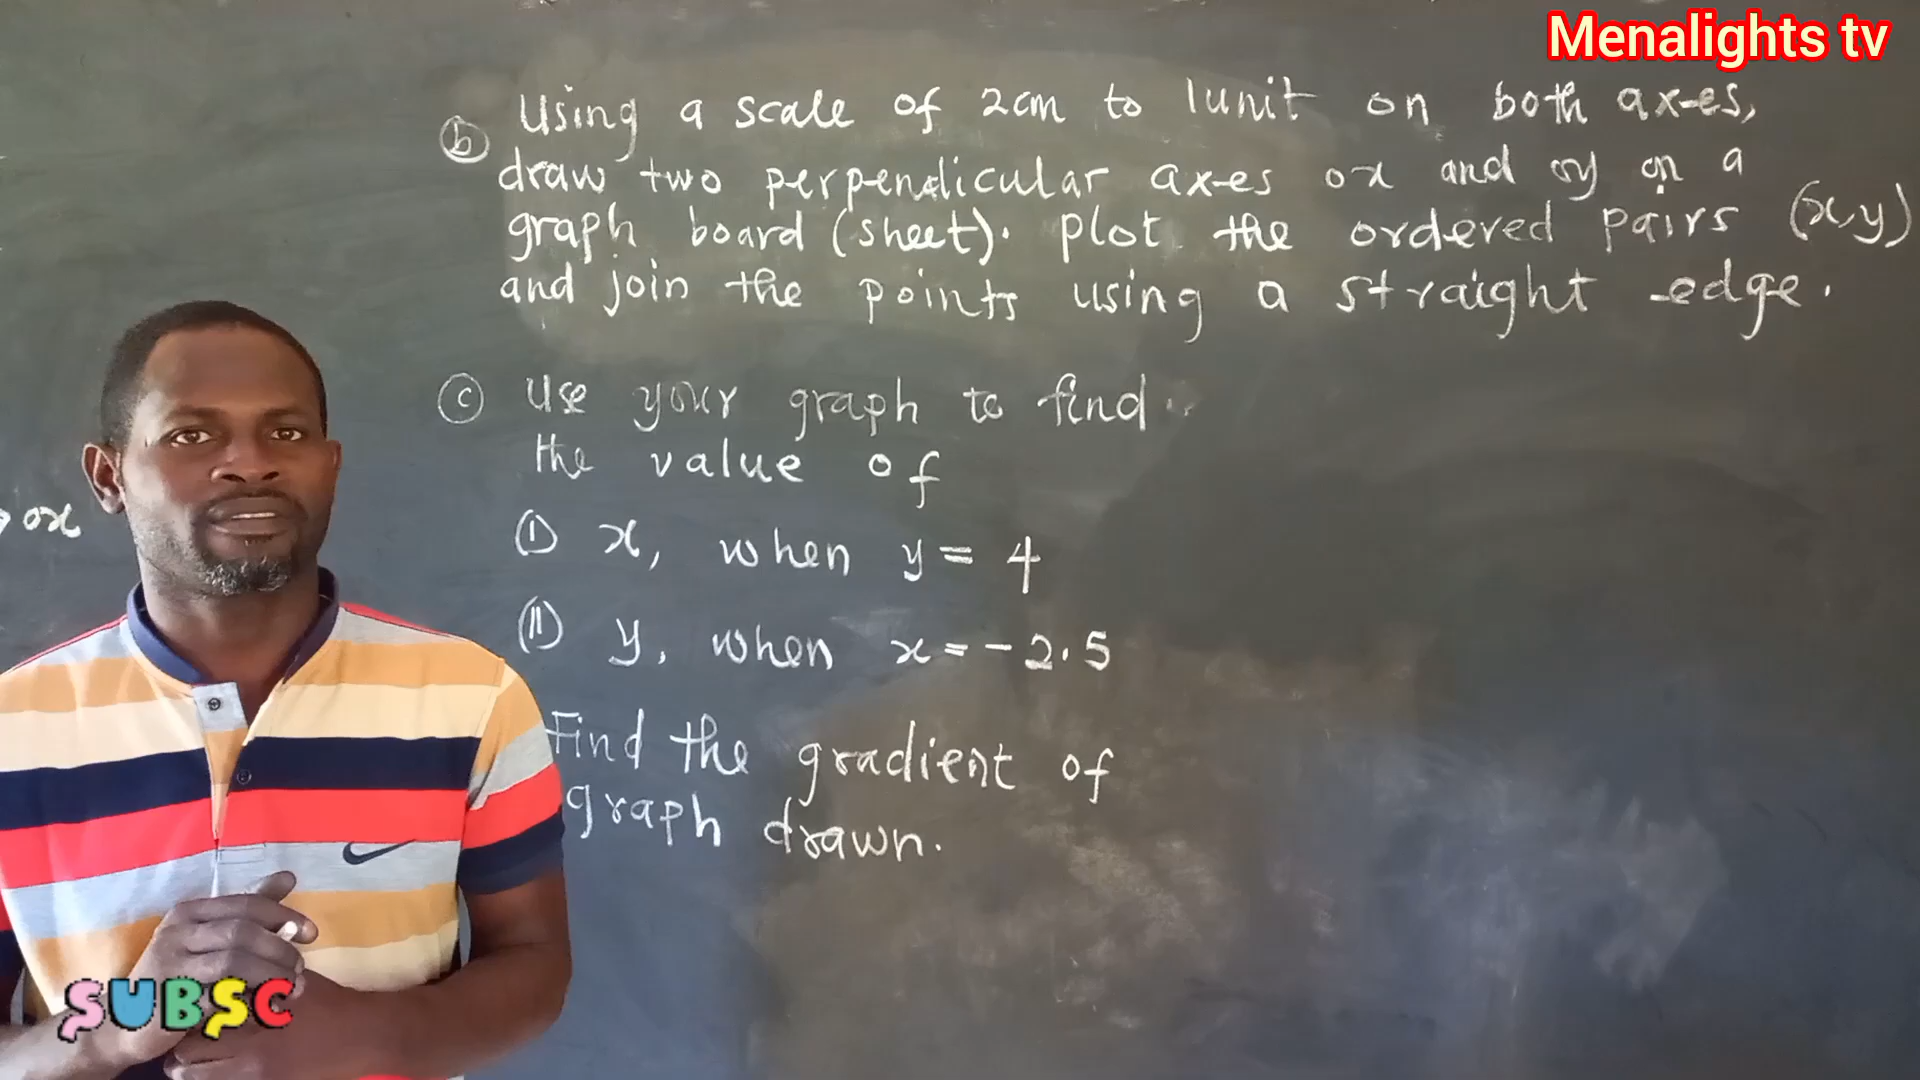 Menalights tv
(b) Using a scale of 2cm to 1unit on both axes,
draw two perpendicular axes ox and oy on a
graph board (sheet). plot the ordered pairs (x,y)
and join the points using a straight edge.
(c) Use your graph to find
the value of
(I) x, when y = 4
(II) y, when x = -2.5
Find the gradient of
graph drawn.
ox
SUBSC